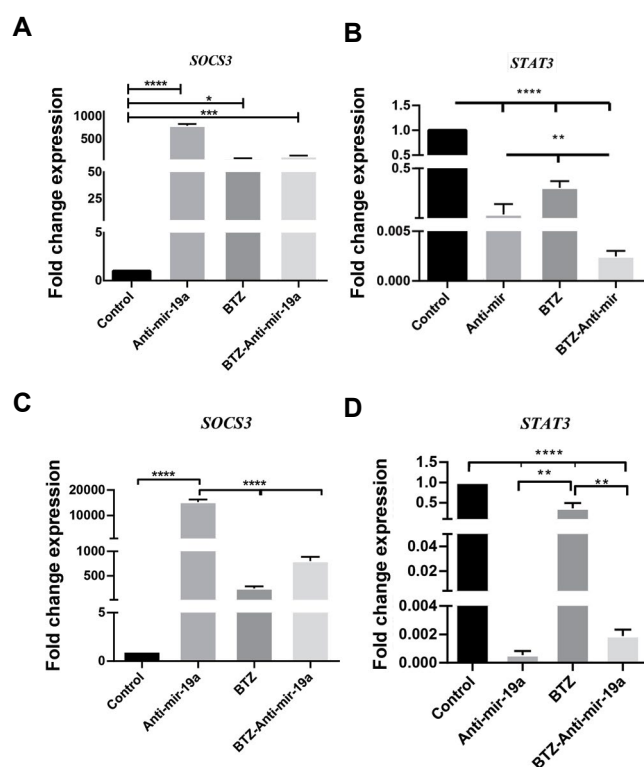 A
SOCS3
Fold change expression
1000
500
50
25
5
0
****
*
***
Control
Anti-mir-19a
BTZ
BTZ-Anti-mir-19a
B
STAT3
Fold change expression
1.5
1.0
0.5
0.5
0.005
0.000
****
**
Control
Anti-mir
BTZ
BTZ-Anti-mir
C
SOCS3
Fold change expression
20000
10000
1000
500
5
0
****
****
Control
Anti-mir-19a
BTZ
BTZ-Anti-mir-19a
D
STAT3
Fold change expression
1.5
1.0
0.5
0.04
0.02
0.004
0.002
0.000
****
**
**
Control
Anti-mir-19a
BTZ
BTZ-Anti-mir-19a